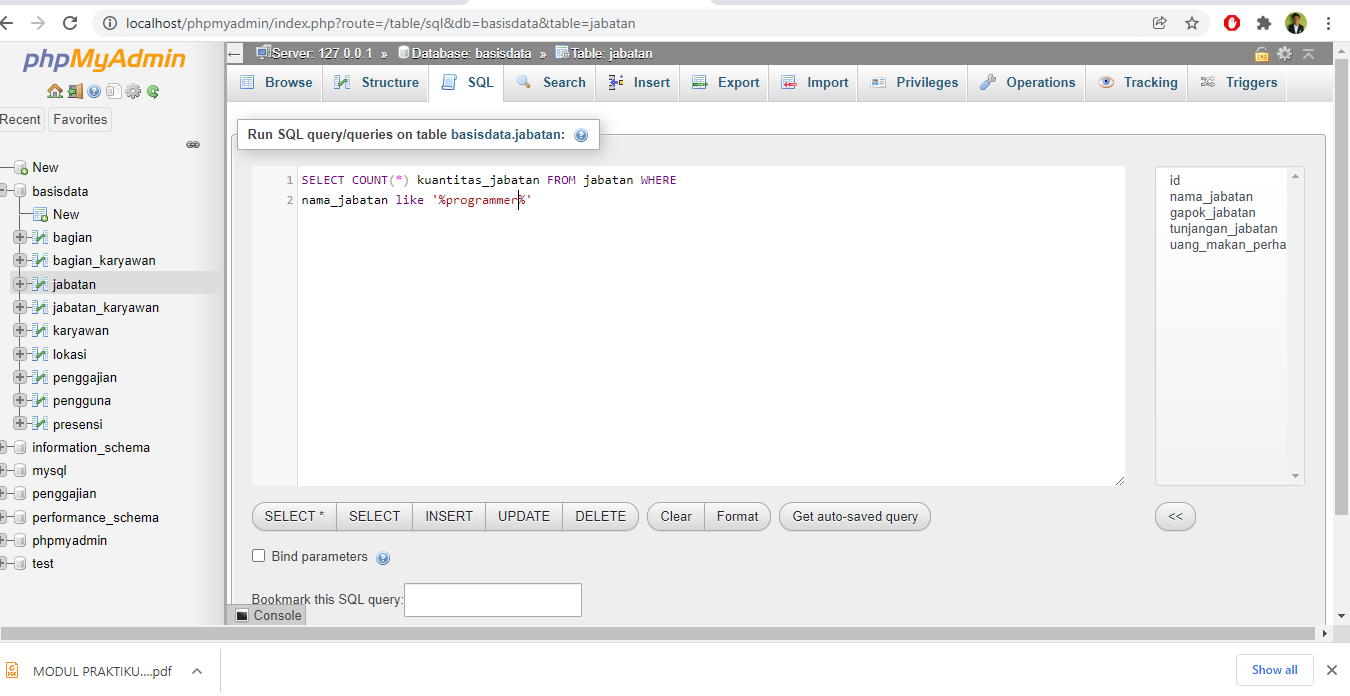 localhost/phpmyadmin/index.php?route=/table/sql&db=basisdata&table=jabatan
phpMyAdmin
Recent Favorites
New
basisdata
New
bagian
bagian_karyawan
jabatan
jabatan_karyawan
karyawan
lokasi
penggajian
pengguna
presensi
information_schema
mysql
penggajian
performance_schema
phpmyadmin
test
Server: 127.0.0.1 » Database: basisdata » Table: jabatan
Browse Structure SQL Search Insert Export Import Privileges Operations Tracking Triggers
Run SQL query/queries on table basisdata.jabatan:
1 SELECT COUNT(*) kuantitas_jabatan FROM jabatan WHERE
2 nama_jabatan like '%programmer%'
id
nama_jabatan
gapok_jabatan
tunjangan_jabatan
uang_makan_perha
SELECT * SELECT INSERT UPDATE DELETE Clear Format Get auto-saved query <<
Bind parameters
Bookmark this SQL query:
Console
MODUL PRAKTIKU....pdf
Show all